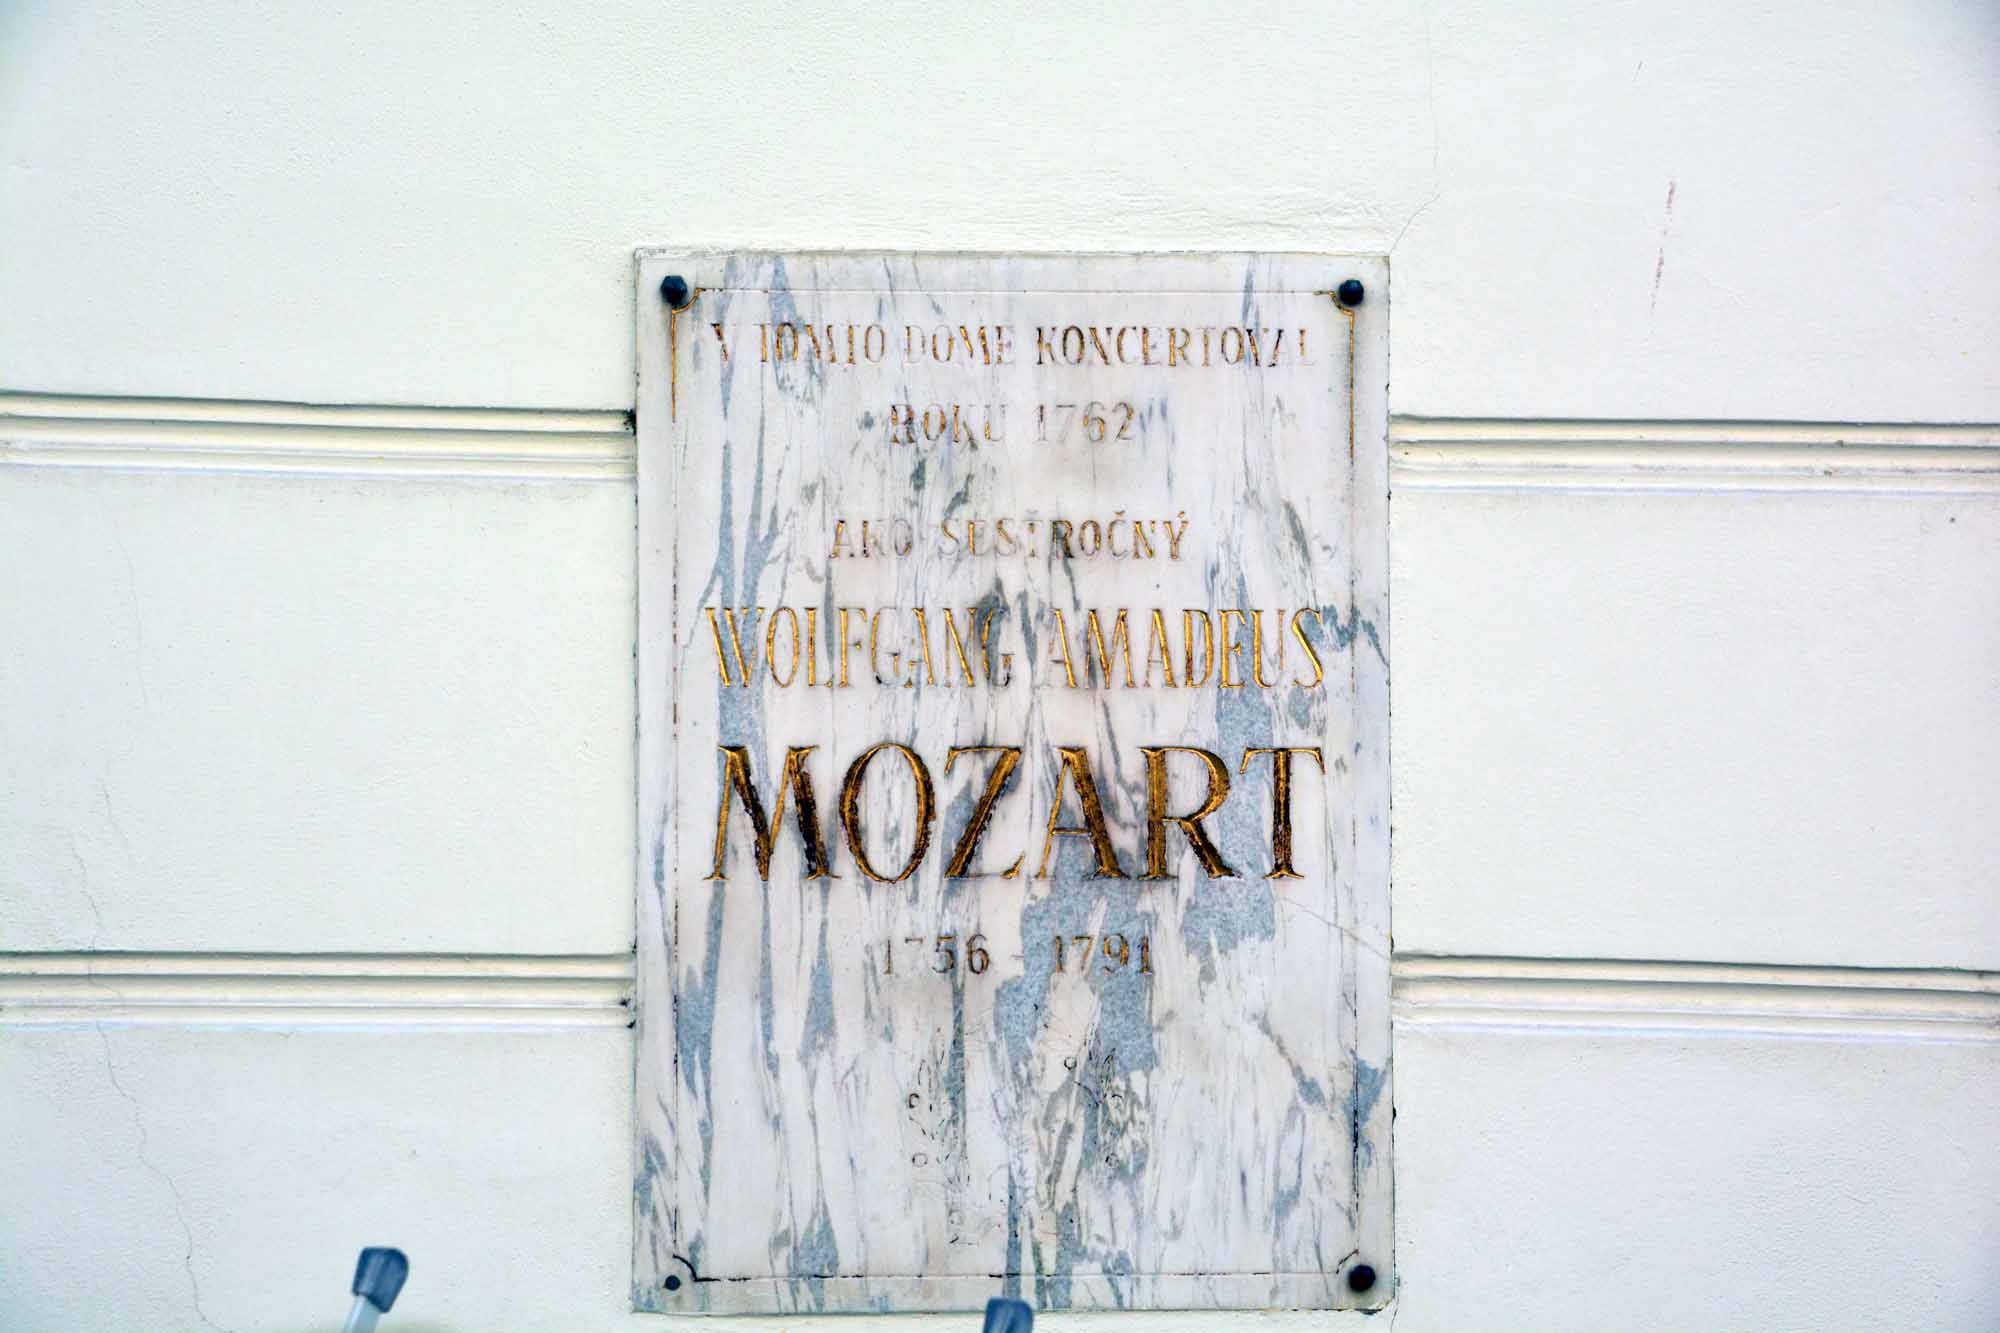 V TOMTO DOME KONCERTOVAL
ROKU 1762
AKO ŠESŤROČNÝ
WOLFGANG AMADEUS
MOZART
1756 - 1791